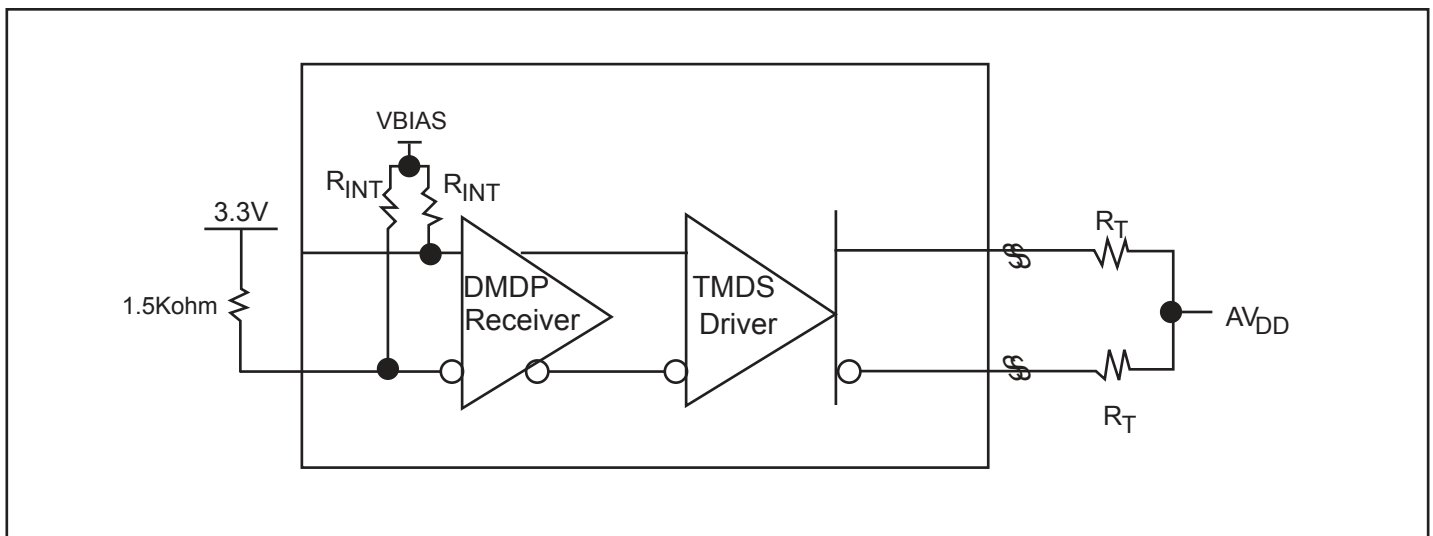 VBIAS
RINT
RINT
3.3V
1.5Kohm
DMDP
Receiver
TMDS
Driver
RT
AVDD
RT